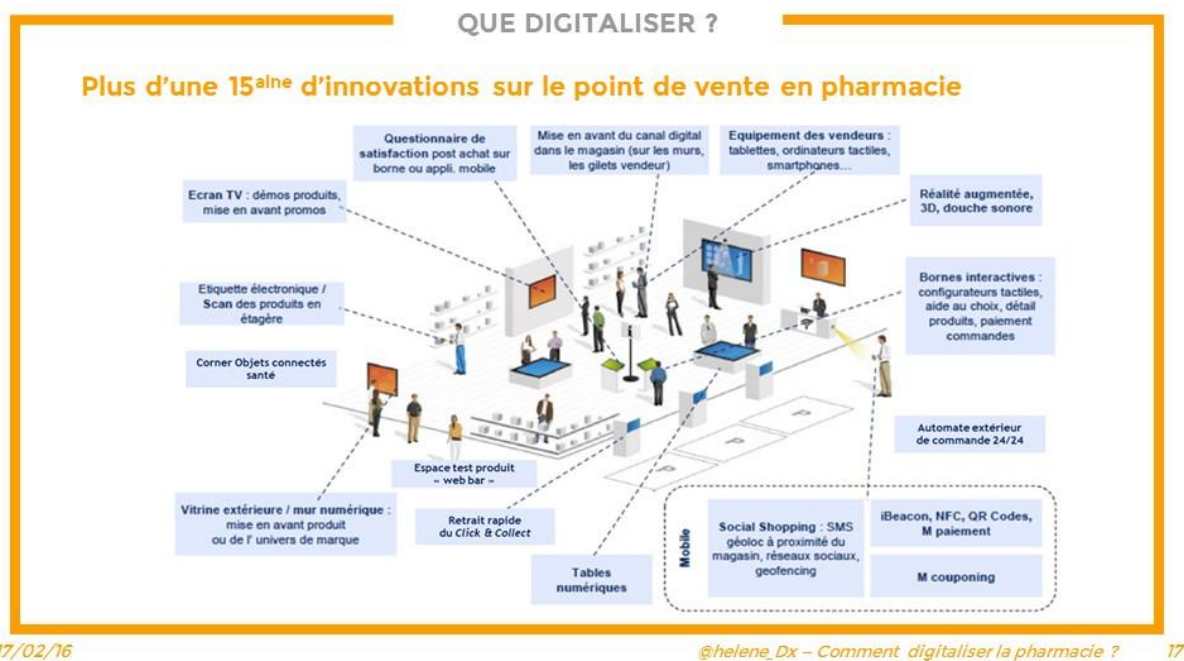 QUE DIGITALISER ?
Plus d'une 15aine d'innovations sur le point de vente en pharmacie
Questionnaire de
satisfaction post achat sur
borne ou appli. mobile
Mise en avant du canal digital
dans le magasin (sur les murs,
les gilets vendeur)
Equipement des vendeurs :
tablettes, ordinateurs tactiles,
smartphones…
Ecran TV : démos produits,
mise en avant promos
Réalité augmentée,
3D, douche sonore
Etiquette électronique /
Scan des produits en
étagère
Bornes interactives :
configurateurs tactiles,
aide au choix, détail
produits, paiement
commandes
Corner Objets connectés
santé
Automate extérieur
de commande 24/24
P
P
P
Espace test produit
« web bar »
Vitrine extérieure / mur numérique :
mise en avant produit
ou de l' univers de marque
Retrait rapide
du Click & Collect
Tables
numériques
Mobile
Social Shopping : SMS
géoloc à proximité du
magasin, réseaux sociaux,
geofencing
iBeacon, NFC, QR Codes,
M paiement
M couponing
17/02/16
@helene_Dx – Comment digitaliser la pharmacie ?
17